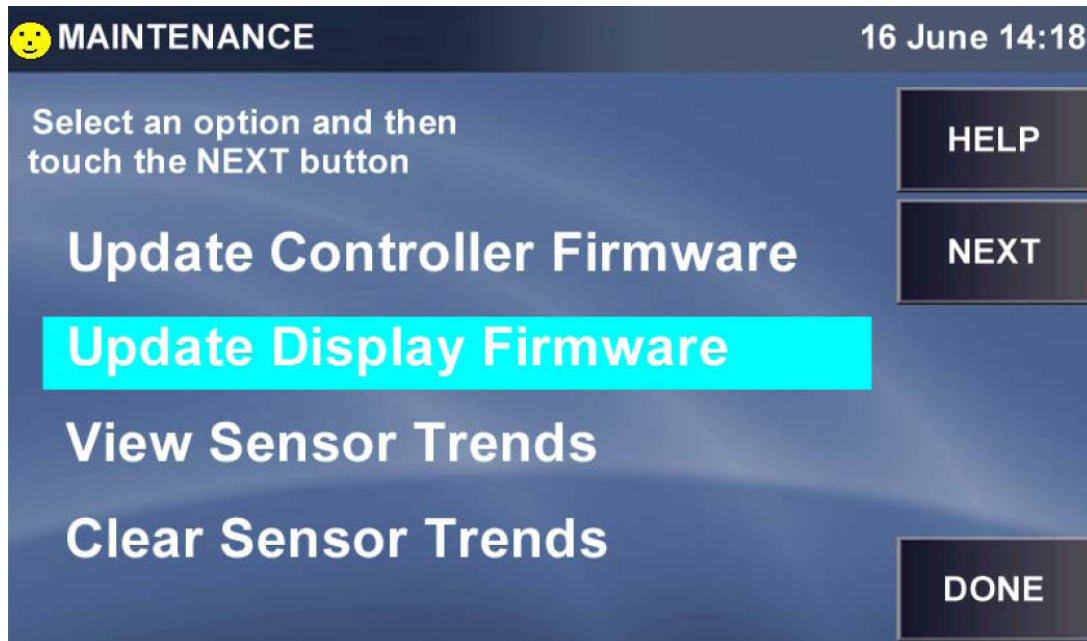 MAINTENANCE
16 June 14:18
Select an option and then
touch the NEXT button
HELP
Update Controller Firmware
NEXT
Update Display Firmware
View Sensor Trends
Clear Sensor Trends
DONE